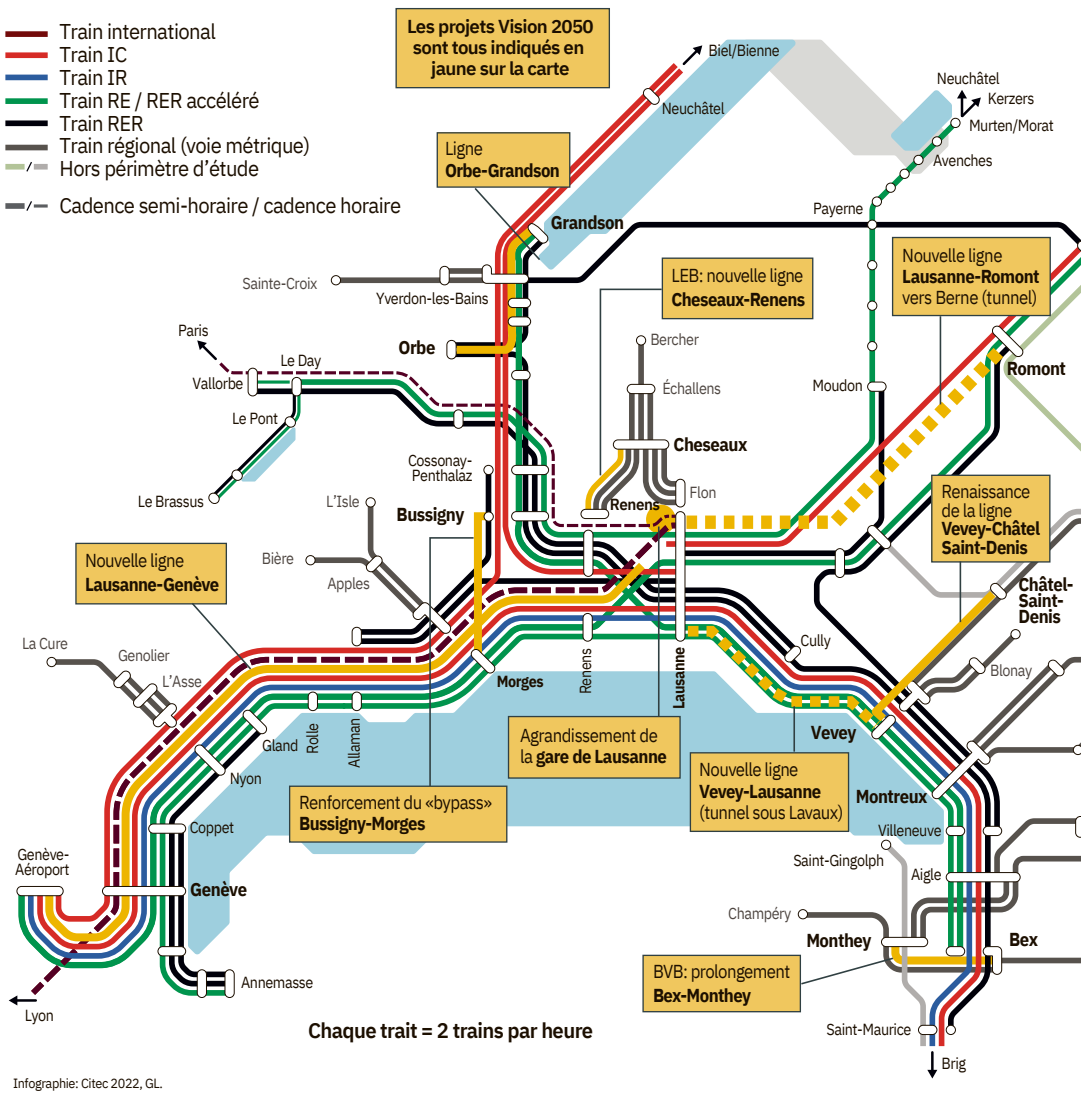 Train international
Train IC
Train IR
Train RE / RER accéléré
Train RER
Train régional (voie métrique)
Hors périmètre d'étude
Cadence semi-horaire / cadence horaire
Les projets Vision 2050
sont tous indiqués en
jaune sur la carte
Biel/Bienne
Neuchâtel
Neuchâtel
Kerzers
Murten/Morat
Avenches
Payerne
Ligne
Orbe-Grandson
Grandson
Sainte-Croix
Yverdon-les-Bains
LEB: nouvelle ligne
Cheseaux-Renens
Nouvelle ligne
Lausanne-Romont
vers Berne (tunnel)
Paris
Le Day
Vallorbe
Orbe
Bercher
Échallens
Romont
Moudon
Le Pont
Le Brassus
Cossonay-
Penthalaz
Cheseaux
Flon
Renens
L'Isle
Bussigny
Renaissance
de la ligne
Vevey-Châtel
Saint-Denis
Nouvelle ligne
Lausanne-Genève
Bière
Apples
Châtel-
Saint-
Denis
La Cure
Genolier
L'Asse
Cully
Blonay
Morges
Renens
Lausanne
Gland
Rolle
Allaman
Nyon
Vevey
Agrandissement de
la gare de Lausanne
Nouvelle ligne
Vevey-Lausanne
(tunnel sous Lavaux)
Montreux
Renforcement du «bypass»
Bussigny-Morges
Coppet
Villeneuve
Saint-Gingolph
Genève-
Aéroport
Genève
Aigle
Champéry
Monthey
Bex
BVB: prolongement
Bex-Monthey
Annemasse
Lyon
Chaque trait = 2 trains par heure
Saint-Maurice
Brig
Infographie: Citec 2022, GL.